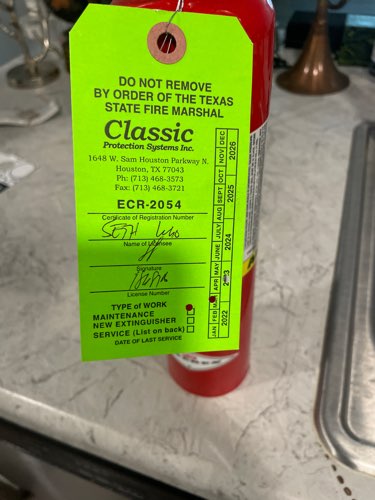 DO NOT REMOVE
BY ORDER OF THE TEXAS
STATE FIRE MARSHAL
Classic
Protection Systems Inc.
1648 W. Sam Houston Parkway N.
Houston, TX 77043
Ph: (713) 468-3573
Fax: (713) 468-3721
ECR-2054
Certificate of Registration Number
SETH
Name of Licensee
Signature
License Number
TYPE of WORK
MAINTENANCE
NEW EXTINGUISHER
SERVICE (List on back)
DATE OF LAST SERVICE
JAN FEB APR MAY JUNE JULY AUG SEPT OCT NOV DEC
2022 2024 2025 2026